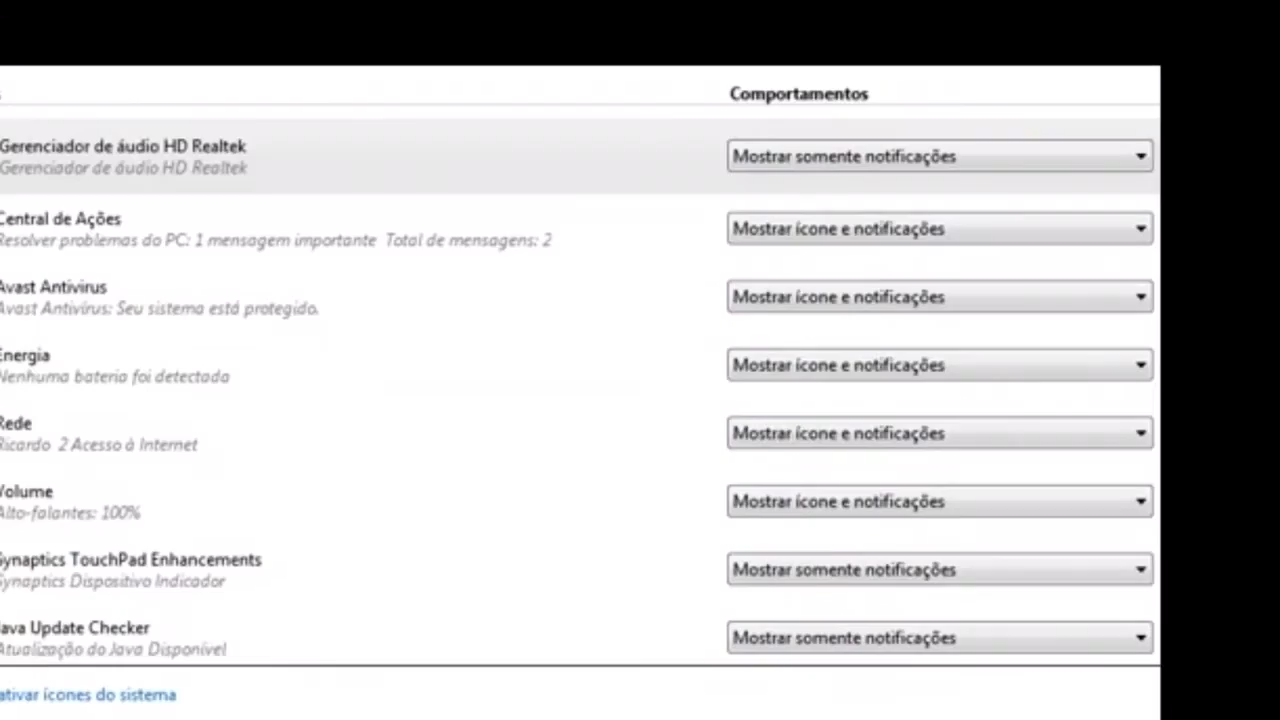 Comportamentos
Gerenciador de áudio HD Realtek
Mostrar somente notificações
Gerenciador de áudio HD Realtek
Central de Ações
Mostrar ícone e notificações
Resolver problemas do PC: 1 mensagem importante Total de mensagens: 2
Avast Antivirus
Mostrar ícone e notificações
Avast Antivirus: Seu sistema está protegido.
Energia
Mostrar ícone e notificações
Nenhuma bateria foi detectada
Rede
Mostrar ícone e notificações
Ricardo 2 Acesso à Internet
Volume
Mostrar ícone e notificações
Alto-falantes: 100%
Synaptics TouchPad Enhancements
Mostrar somente notificações
Synaptics Dispositivo Indicador
Java Update Checker
Mostrar somente notificações
Atualização do Java Disponível
ativar ícones do sistema